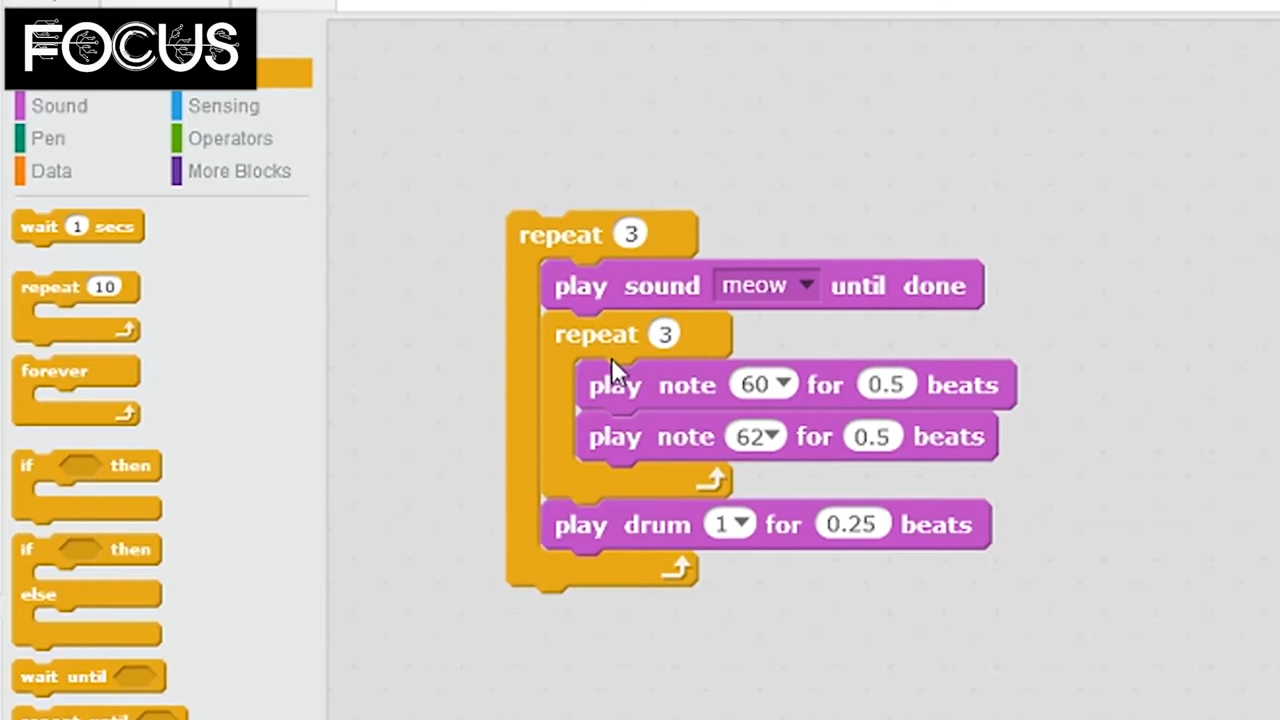 FOCUS
Sound
Sensing
Pen
Operators
Data
More Blocks
wait 1 secs
repeat 10
forever
if then
if then
else
wait until
repeat until
repeat 3
play sound meow until done
repeat 3
play note 60 for 0.5 beats
play note 62 for 0.5 beats
play drum 1 for 0.25 beats